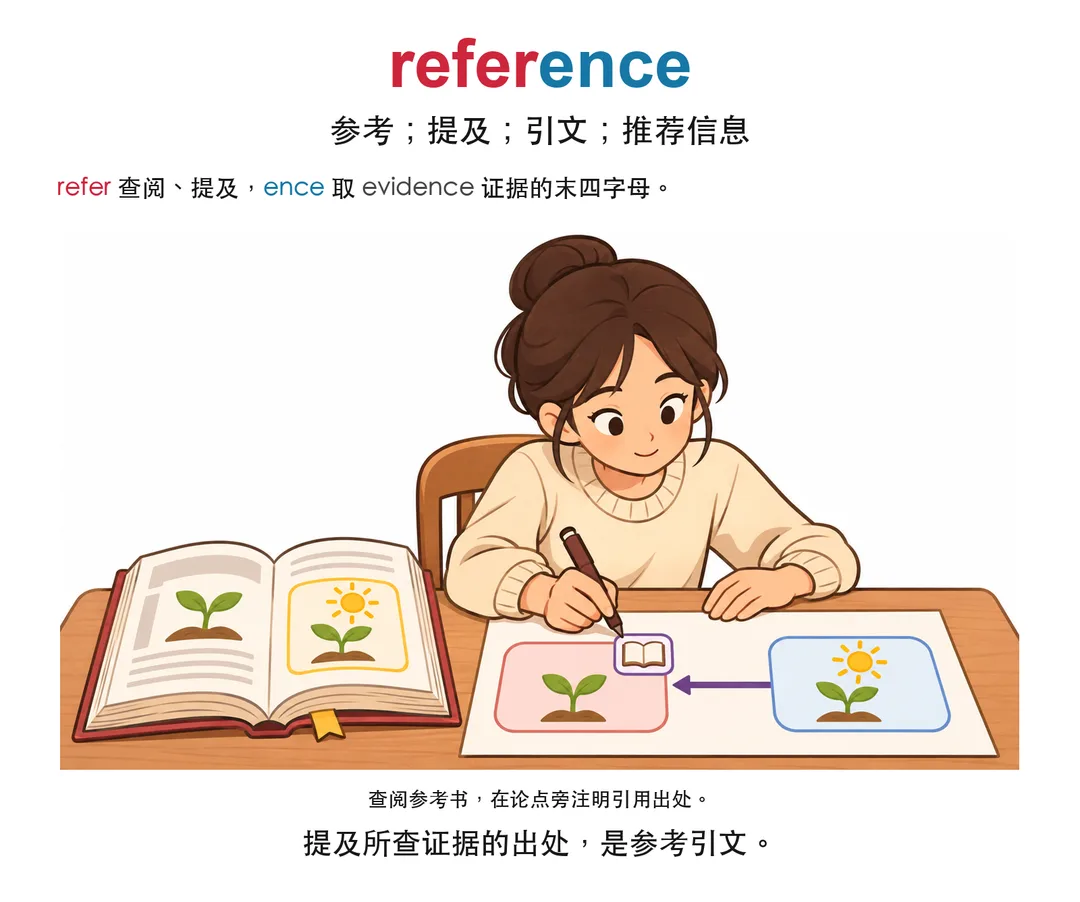 reference
参考；提及；引文；推荐信息
refer 查阅、提及，ence 取 evidence 证据的末四字母。
查阅参考书，在论点旁注明引用出处。
提及所查证据的出处，是参考引文。